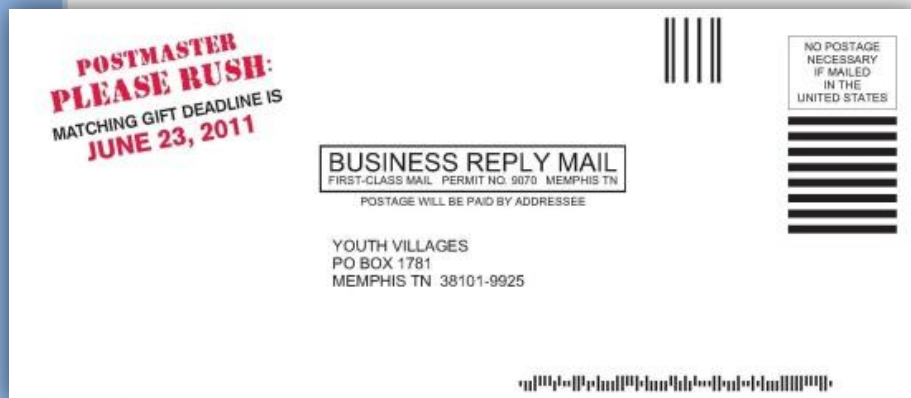 POSTMASTER
PLEASE RUSH:
MATCHING GIFT DEADLINE IS
JUNE 23, 2011
NO POSTAGE
NECESSARY
IF MAILED
IN THE
UNITED STATES
BUSINESS REPLY MAIL
FIRST-CLASS MAIL PERMIT NO. 9070 MEMPHIS TN
POSTAGE WILL BE PAID BY ADDRESSEE
YOUTH VILLAGES
PO BOX 1781
MEMPHIS TN 38101-9925